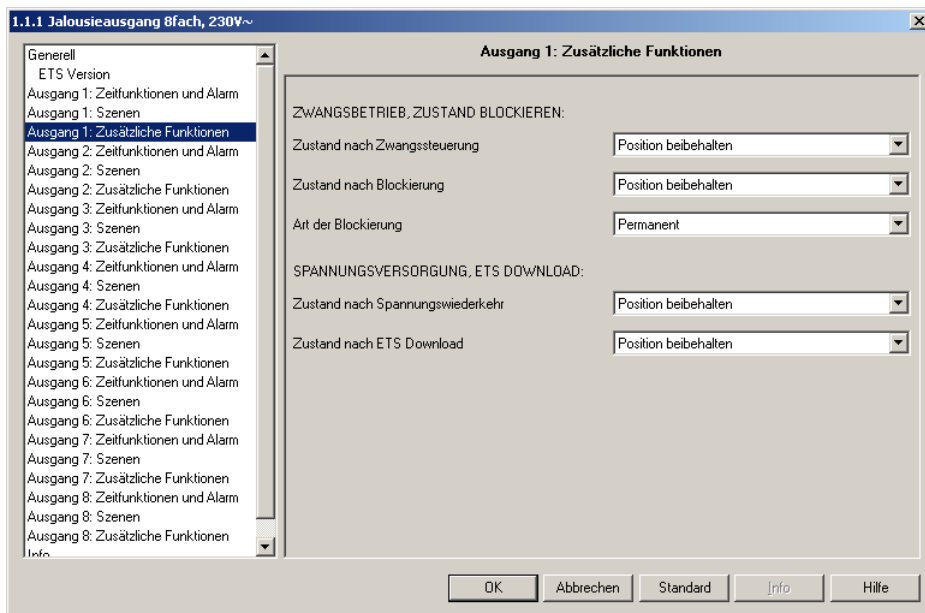 1.1.1 Jalousieausgang 8fach, 230V~
Generell
ETS Version
Ausgang 1: Zeitfunktionen und Alarm
Ausgang 1: Szenen
Ausgang 1: Zusätzliche Funktionen
Ausgang 2: Zeitfunktionen und Alarm
Ausgang 2: Szenen
Ausgang 2: Zusätzliche Funktionen
Ausgang 3: Zeitfunktionen und Alarm
Ausgang 3: Szenen
Ausgang 3: Zusätzliche Funktionen
Ausgang 4: Zeitfunktionen und Alarm
Ausgang 4: Szenen
Ausgang 4: Zusätzliche Funktionen
Ausgang 5: Zeitfunktionen und Alarm
Ausgang 5: Szenen
Ausgang 5: Zusätzliche Funktionen
Ausgang 6: Zeitfunktionen und Alarm
Ausgang 6: Szenen
Ausgang 6: Zusätzliche Funktionen
Ausgang 7: Zeitfunktionen und Alarm
Ausgang 7: Szenen
Ausgang 7: Zusätzliche Funktionen
Ausgang 8: Zeitfunktionen und Alarm
Ausgang 8: Szenen
Ausgang 8: Zusätzliche Funktionen
Info
Ausgang 1: Zusätzliche Funktionen
ZWANGSBETRIEB, ZUSTAND BLOCKIEREN:
Zustand nach Zwangssteuerung Position beibehalten
Zustand nach Blockierung Position beibehalten
Art der Blockierung Permanent
SPANNUNGSVERSORGUNG, ETS DOWNLOAD:
Zustand nach Spannungswiederkehr Position beibehalten
Zustand nach ETS Download Position beibehalten
OK Abbrechen Standard Info Hilfe